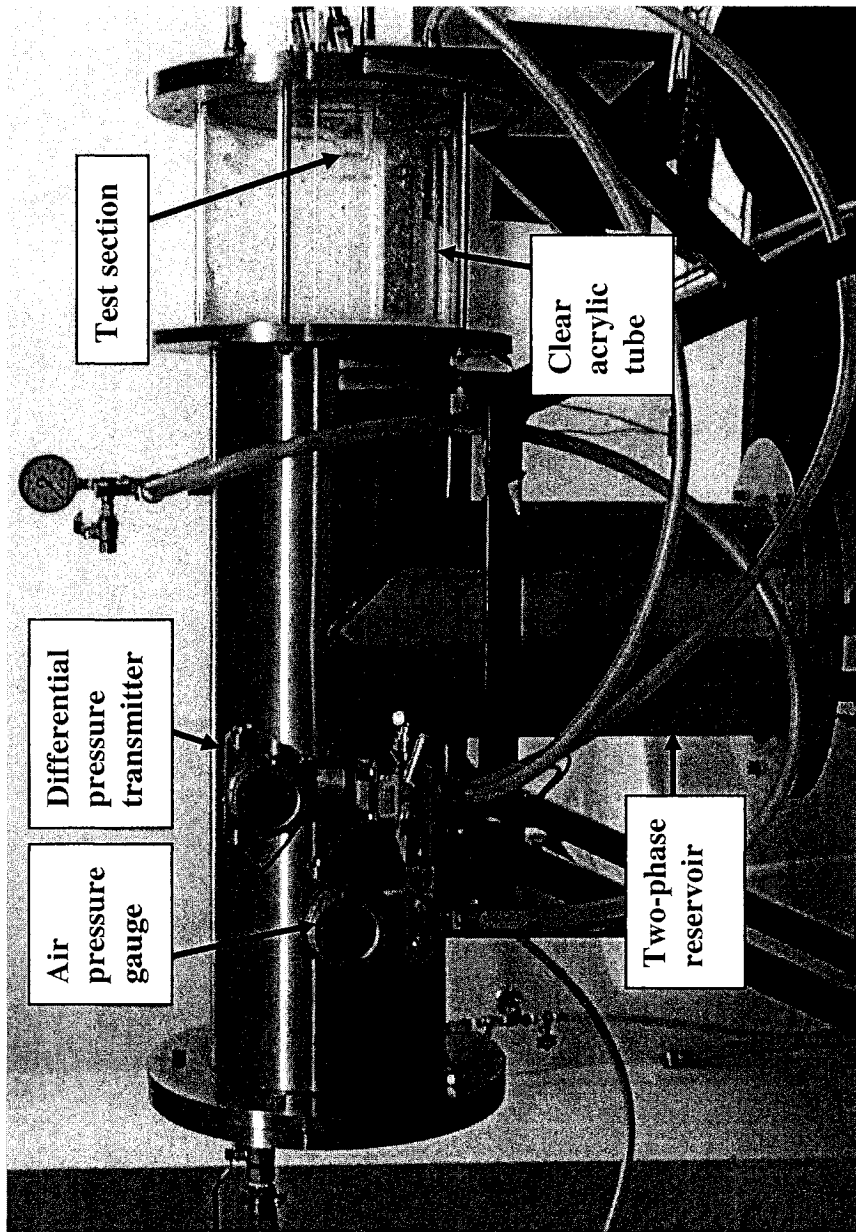 Air
pressure
gauge
Differential
pressure
transmitter
Test section
Two-phase
reservoir
Clear
acrylic
tube